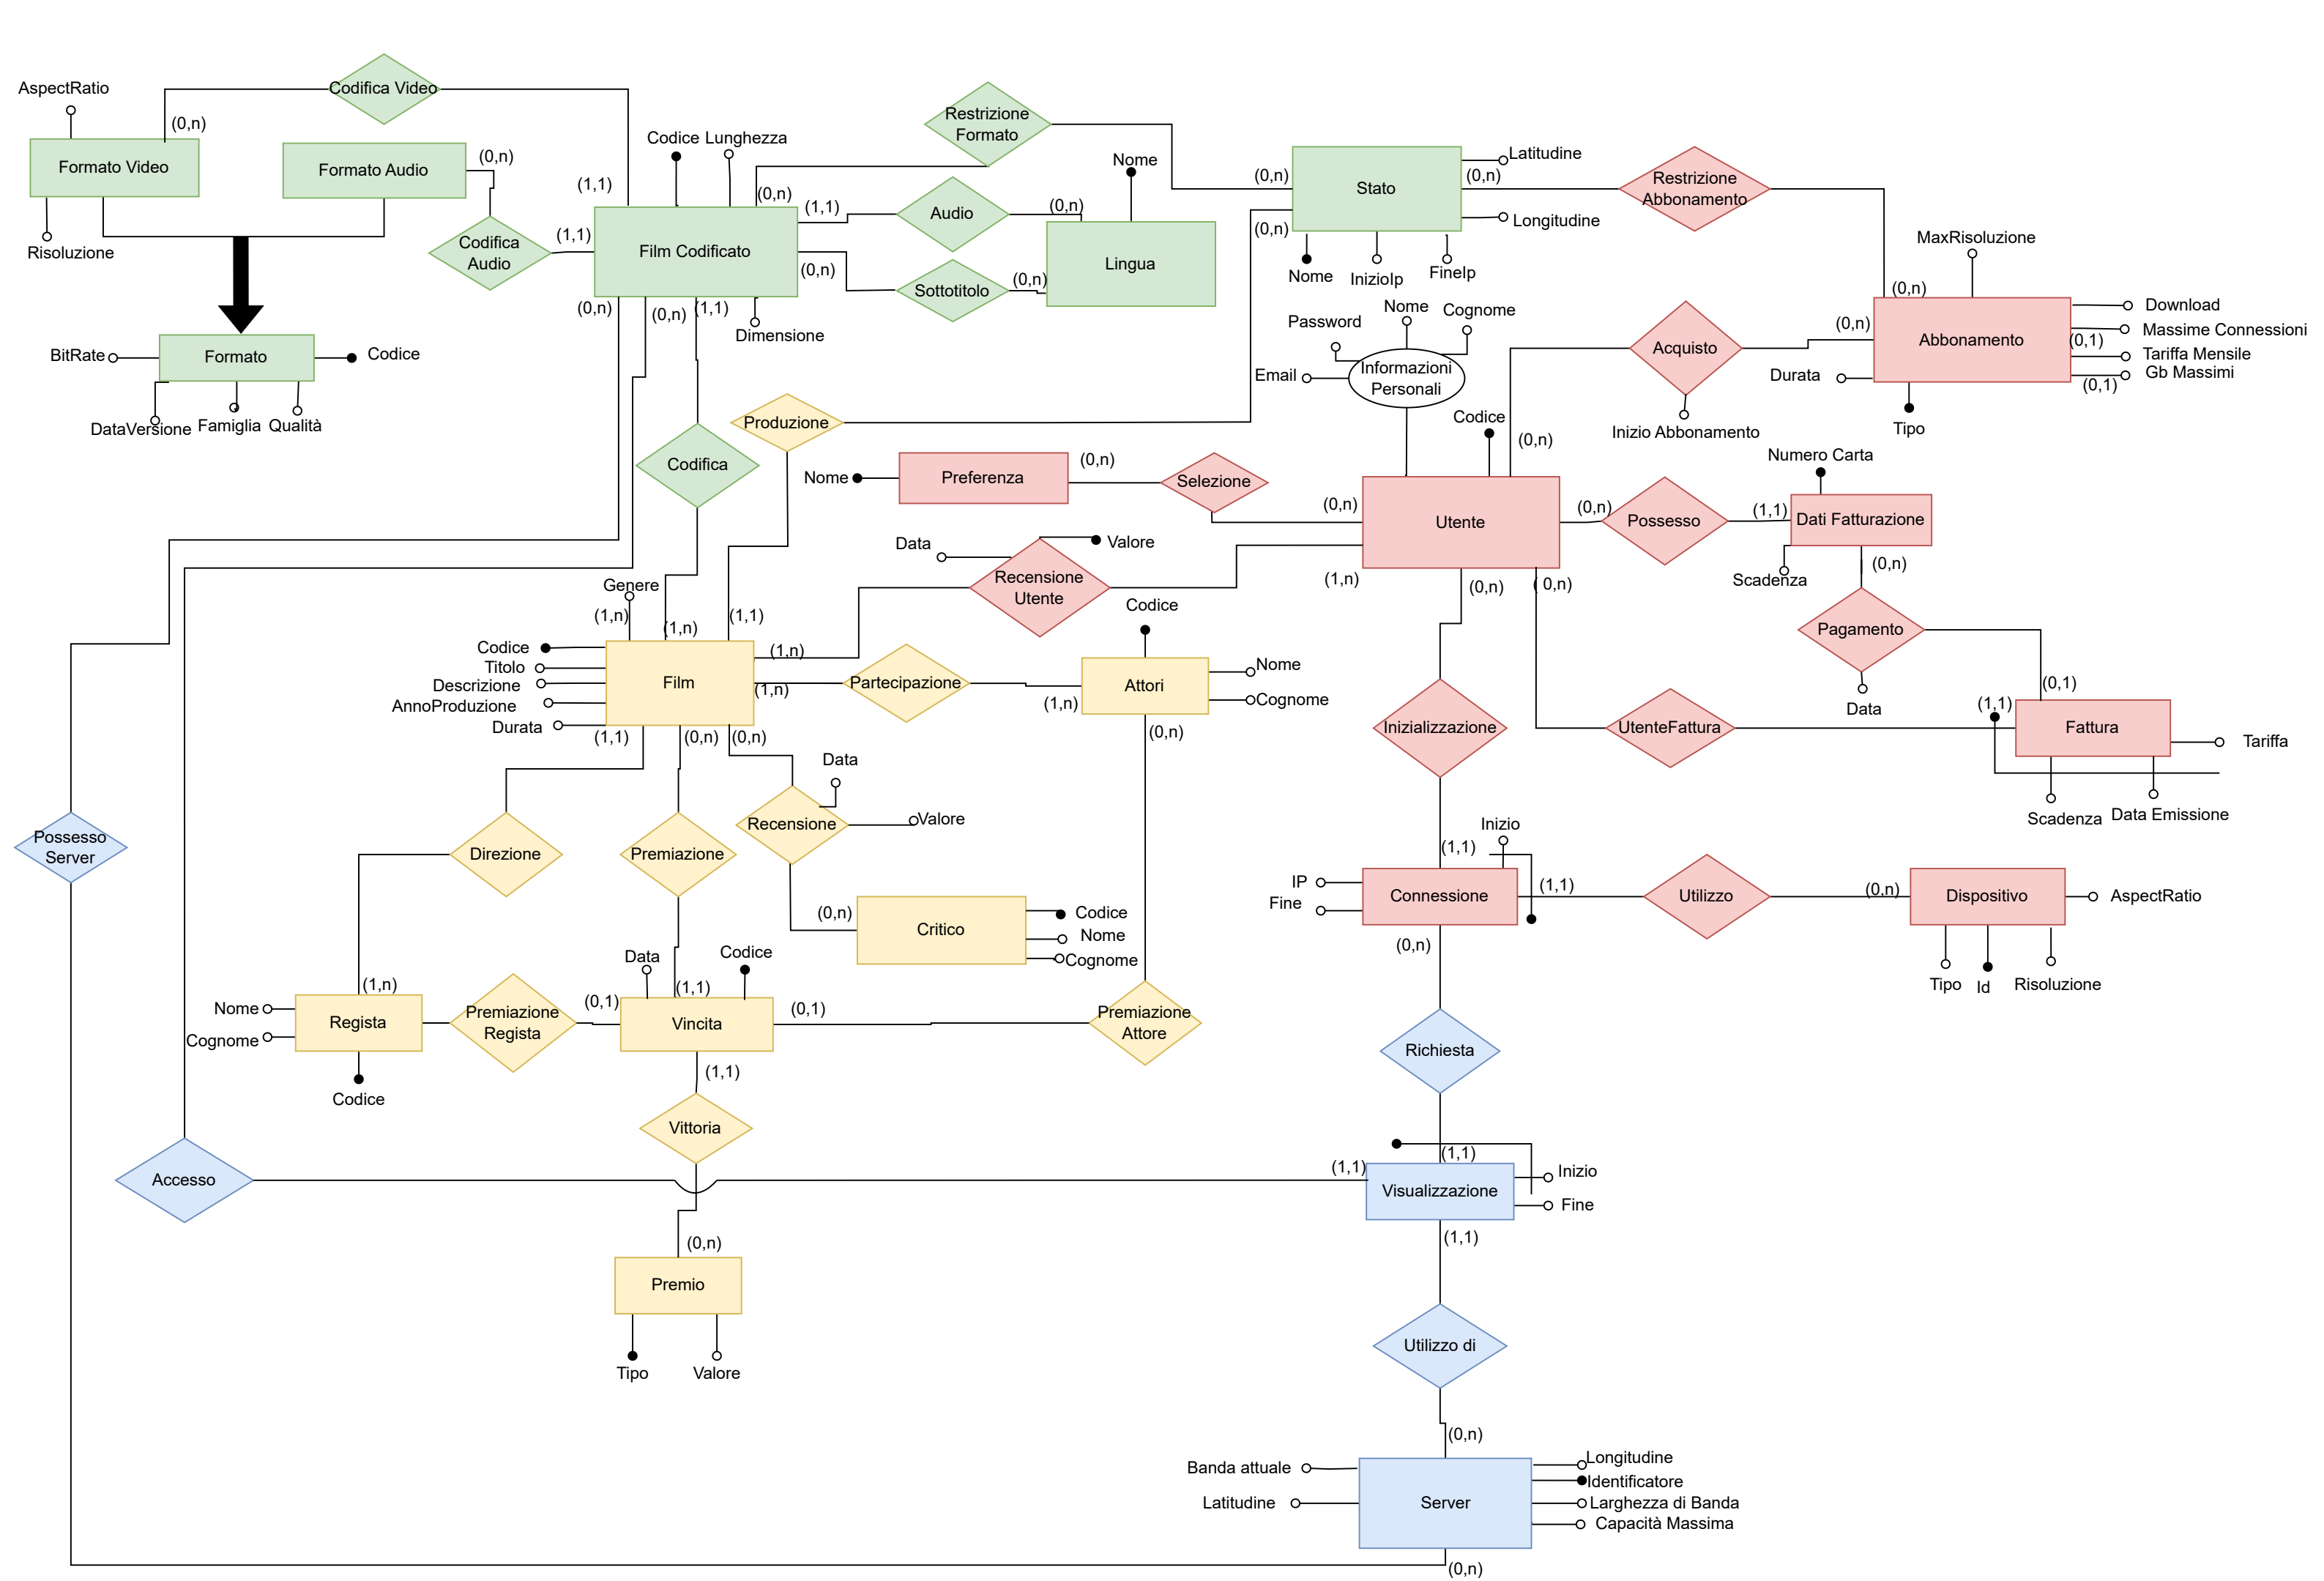 Codifica Video
AspectRatio
(0,n)
Formato Video
Formato Audio
(0,n)
Risoluzione
Codifica
Audio
(1,1)
(1,1)
Codice
Lunghezza
(0,n)
Film Codificato
(1,1)
(0,n)
(0,n)
(0,n)
(1,1)
Dimensione
Restrizione
Formato
Nome
Audio
(0,n)
Lingua
Sottotitolo
(0,n)
BitRate
Formato
Codice
DataVersione
Famiglia
Qualità
(0,n)
Stato
Latitudine
(0,n)
Longitudine
(0,n)
Nome
InizioIp
FineIp
Restrizione
Abbonamento
MaxRisoluzione
(0,n)
Download
(0,n)
Abbonamento
Massime Connessioni
(0,1)
Tariffa Mensile
Gb Massimi
(0,1)
Durata
Tipo
Acquisto
Inizio Abbonamento
Nome
Cognome
Password
Email
Informazioni
Personali
Codice
(0,n)
Produzione
Codifica
Nome
Preferenza
(0,n)
Selezione
(0,n)
Utente
(0,n)
Possesso
(1,1)
Numero Carta
Dati Fatturazione
Scadenza
(0,n)
(1,n)
(0,n)
( 0,n)
Data
Valore
Recensione
Utente
Pagamento
Data
(0,1)
(1,1)
Fattura
Tariffa
Scadenza
Data Emissione
UtenteFattura
Inizializzazione
Genere
(1,n)
(1,n)
(1,1)
Codice
Titolo
Descrizione
AnnoProduzione
Durata
Film
(1,n)
(1,n)
(1,1)
(0,n)
(0,n)
Partecipazione
Codice
(1,n)
Attori
Nome
Cognome
(0,n)
Data
Recensione
Valore
Direzione
Premiazione
Possesso
Server
(0,n)
Critico
Codice
Nome
Cognome
Inizio
(1,1)
IP
Fine
Connessione
(1,1)
(0,n)
Utilizzo
(0,n)
Dispositivo
AspectRatio
Tipo
Id
Risoluzione
(1,n)
Nome
Cognome
Regista
Codice
Premiazione
Regista
Data
Codice
(0,1)
(1,1)
Vincita
(0,1)
(1,1)
Premiazione
Attore
Richiesta
Vittoria
Accesso
(1,1)
(1,1)
Visualizzazione
Inizio
Fine
(1,1)
(0,n)
Premio
Tipo
Valore
Utilizzo di
(0,n)
Banda attuale
Latitudine
Server
Longitudine
Identificatore
Larghezza di Banda
Capacità Massima
(0,n)